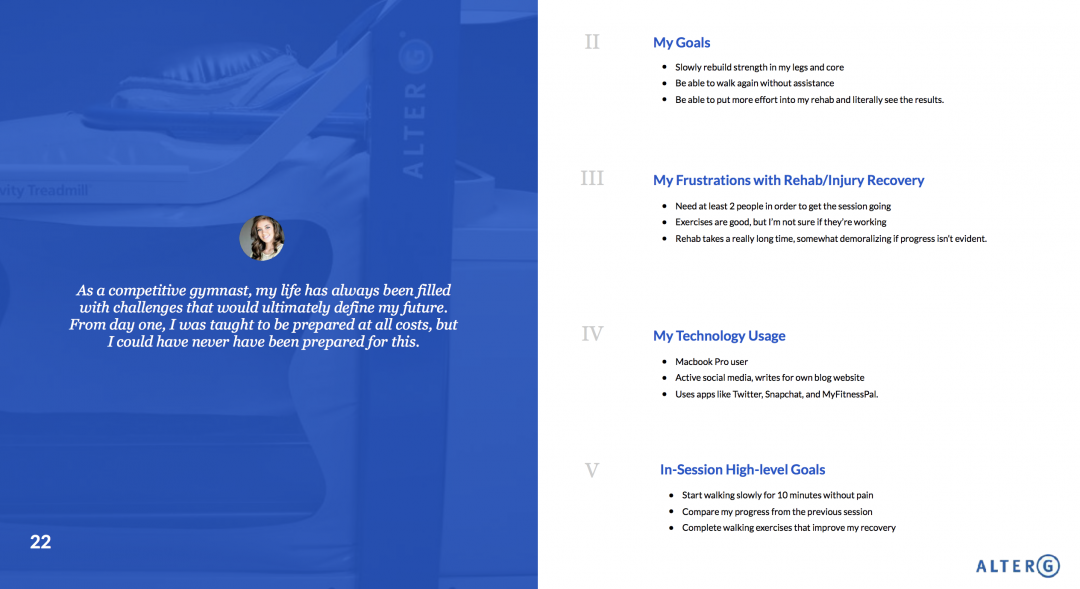 ALTER G
vity Treadmill
As a competitive gymnast, my life has always been filled
with challenges that would ultimately define my future.
From day one, I was taught to be prepared at all costs, but
I could have never have been prepared for this.
22
II
My Goals
• Slowly rebuild strength in my legs and core
• Be able to walk again without assistance
• Be able to put more effort into my rehab and literally see the results.
III
My Frustrations with Rehab/Injury Recovery
• Need at least 2 people in order to get the session going
• Exercises are good, but I'm not sure if they're working
• Rehab takes a really long time, somewhat demoralizing if progress isn't evident.
IV
My Technology Usage
• Macbook Pro user
• Active social media, writes for own blog website
• Uses apps like Twitter, Snapchat, and MyFitnessPal.
V
In-Session High-level Goals
• Start walking slowly for 10 minutes without pain
• Compare my progress from the previous session
• Complete walking exercises that improve my recovery
ALTERG